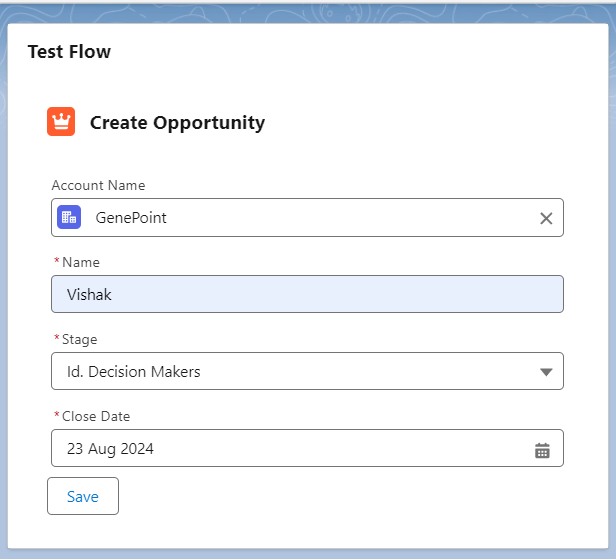 Test Flow
Create Opportunity
Account Name
GenePoint
*Name
Vishak
*Stage
Id. Decision Makers
*Close Date
23 Aug 2024
Save